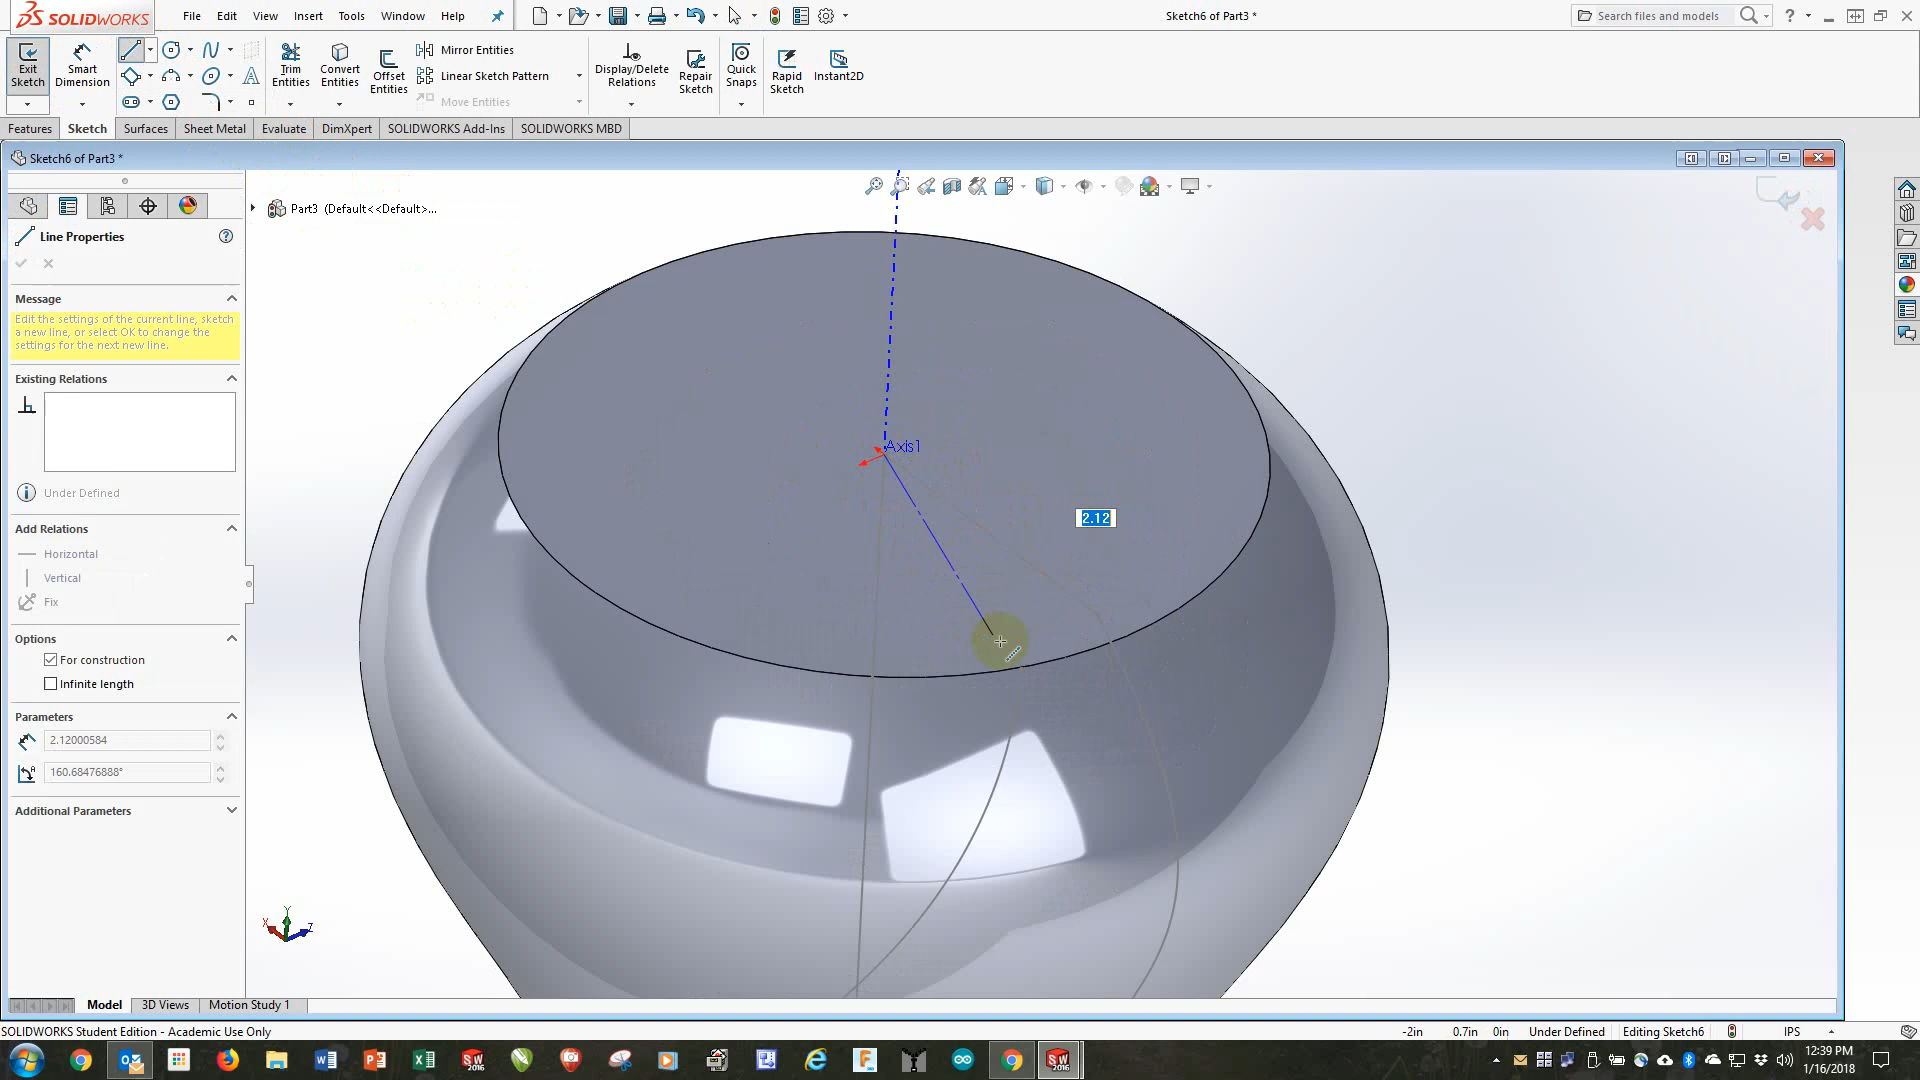 SOLIDWORKS
File Edit View Insert Tools Window Help
Sketch6 of Part3 *
Search files and models
Exit Sketch
Smart Dimension
Trim Entities
Convert Entities
Offset Entities
Mirror Entities
Linear Sketch Pattern
Move Entities
Display/Delete Relations
Repair Sketch
Quick Snaps
Rapid Sketch
Instant2D
Features Sketch Surfaces Sheet Metal Evaluate DimXpert SOLIDWORKS Add-Ins SOLIDWORKS MBD
Sketch6 of Part3 *
Part3 (Default<<Default>...
Line Properties
Message
Edit the settings of the current line, sketch
a new line, or select OK to change the
settings for the next new line.
Existing Relations
Under Defined
Add Relations
Horizontal
Vertical
Fix
Options
For construction
Infinite length
Parameters
2.12000584
160.68476888°
Additional Parameters
Axis1
2.12
X Y Z
Model 3D Views Motion Study 1
SOLIDWORKS Student Edition - Academic Use Only
-2in 0.7in 0in Under Defined Editing Sketch6 IPS
12:39 PM
1/16/2018